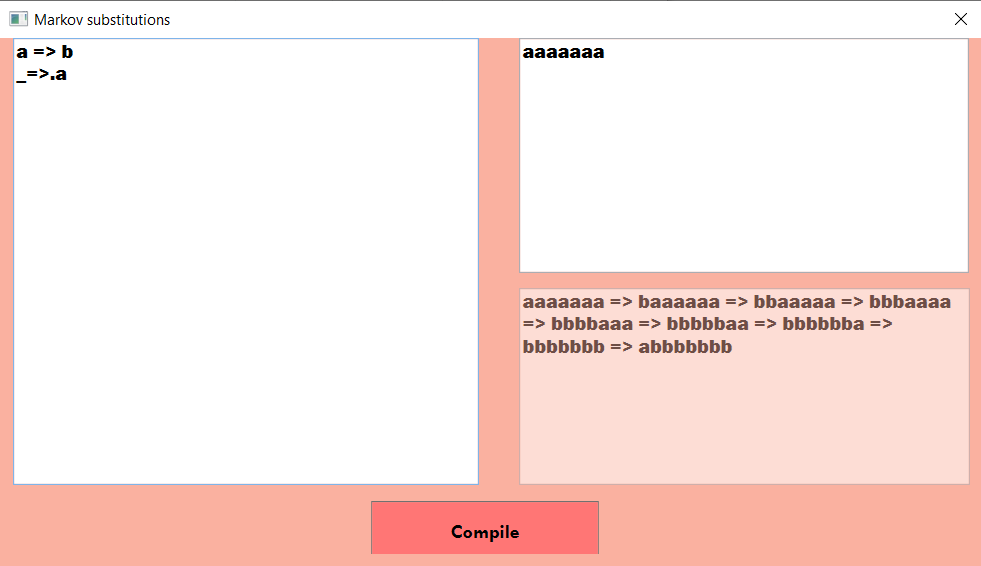 Markov substitutions
a => b
_=>.a
aaaaaaa
aaaaaaa => baaaaaa => bbaaaaa => bbbaaaa
=> bbbbaaa => bbbbbaa => bbbbbba =>
bbbbbbb => abbbbbbb
Compile